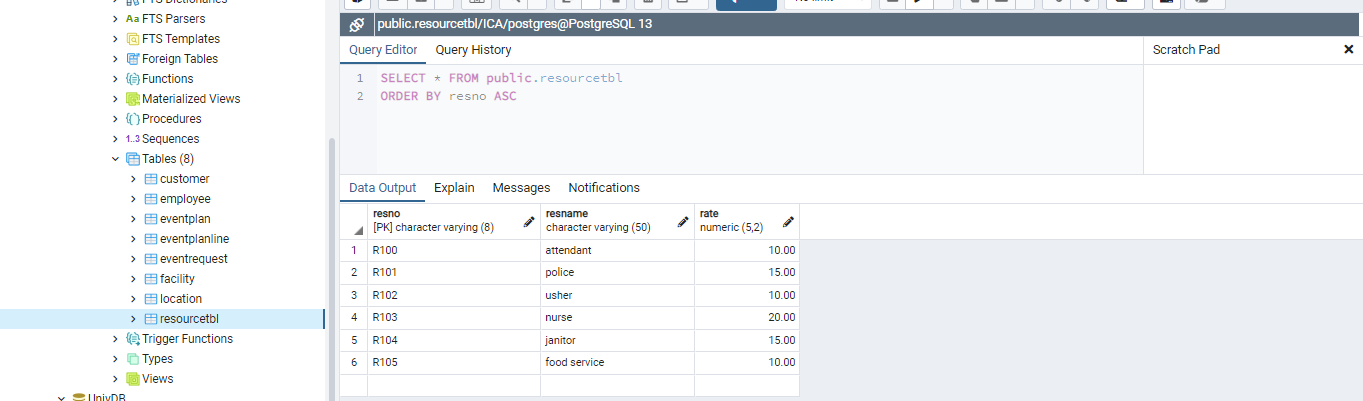 FTS Dictionaries
Aa FTS Parsers
FTS Templates
Foreign Tables
Functions
Materialized Views
Procedures
1..3 Sequences
Tables (8)
customer
employee
eventplan
eventplanline
eventrequest
facility
location
resourcetbl
Trigger Functions
Types
Views
UnivDB
No limit
public.resourcetbl/ICA/postgres@PostgreSQL 13
Query Editor Query History
Scratch Pad
1 SELECT * FROM public.resourcetbl
2 ORDER BY resno ASC
Data Output Explain Messages Notifications
resno resname rate
[PK] character varying (8) character varying (50) numeric (5,2)
1 R100 attendant 10.00
2 R101 police 15.00
3 R102 usher 10.00
4 R103 nurse 20.00
5 R104 janitor 15.00
6 R105 food service 10.00